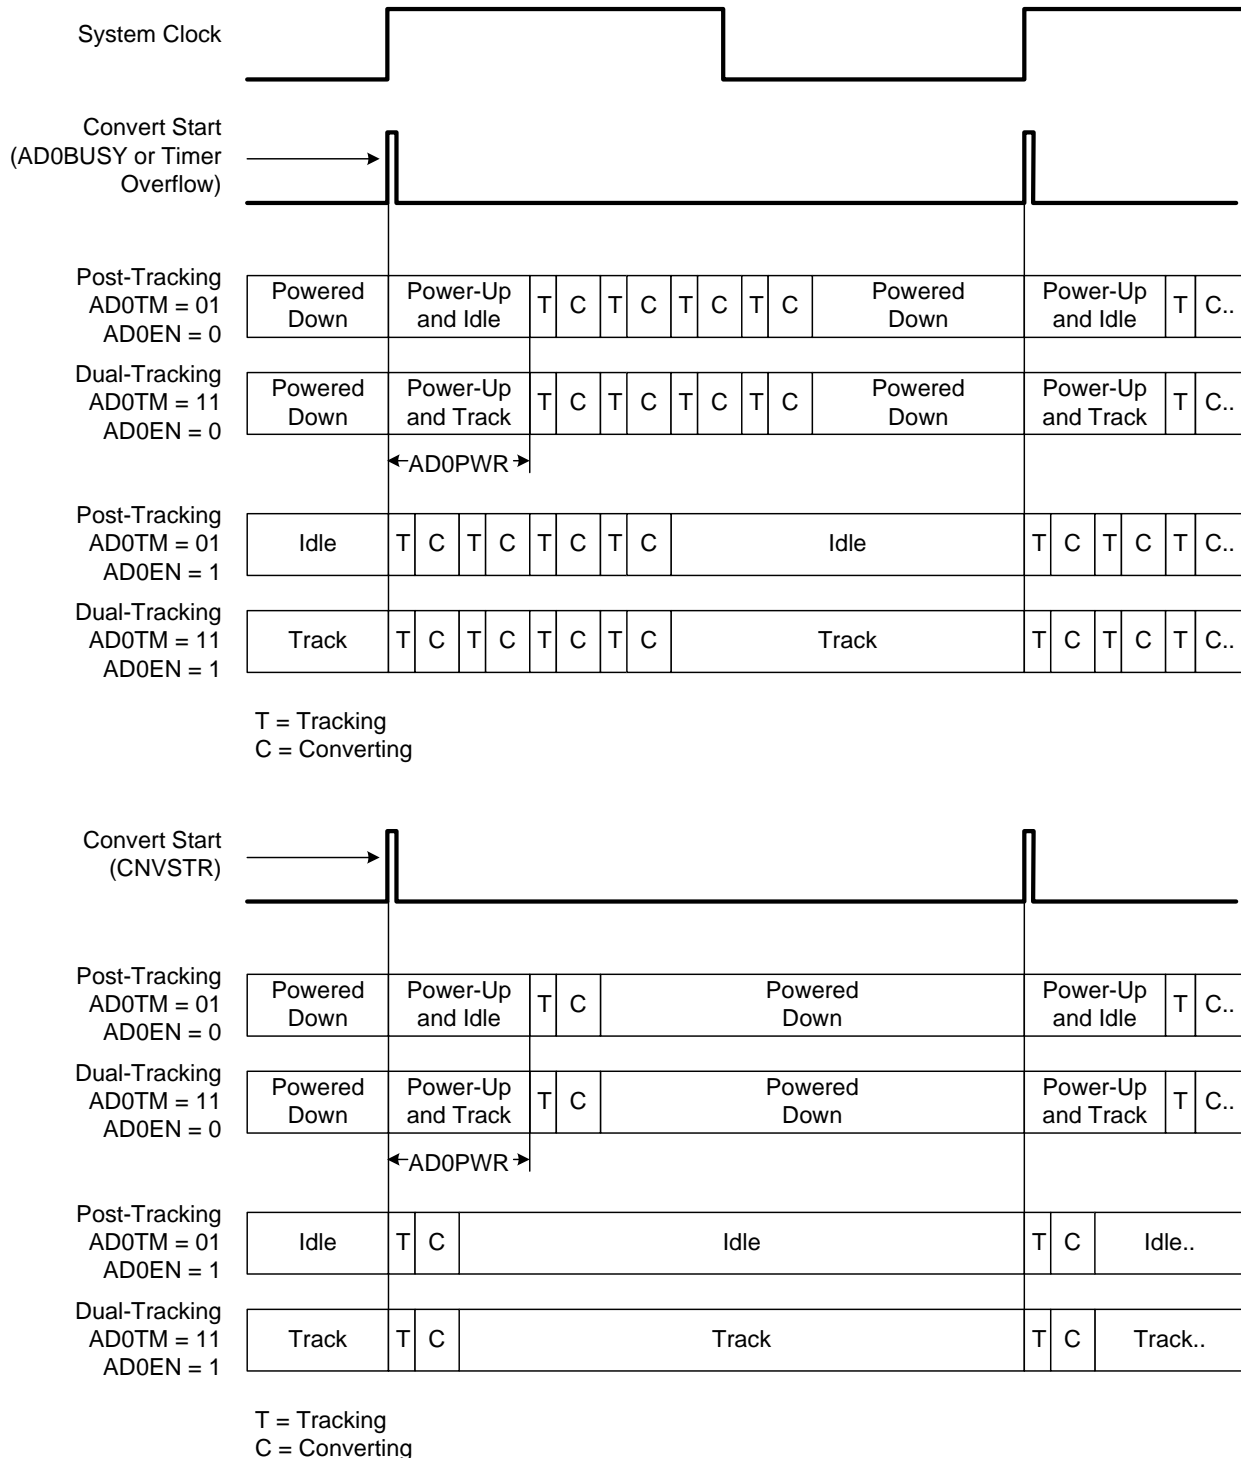 System Clock
Convert Start
(AD0BUSY or Timer
Overflow)
Post-Tracking
AD0TM = 01
AD0EN = 0
Powered
Down
Power-Up
and Idle
T C T C T C T C
Powered
Down
Power-Up
and Idle
T C..
Dual-Tracking
AD0TM = 11
AD0EN = 0
Powered
Down
Power-Up
and Track
T C T C T C T C
Powered
Down
Power-Up
and Track
T C..
AD0PWR
Post-Tracking
AD0TM = 01
AD0EN = 1
Idle T C T C T C T C Idle T C T C T C..
Dual-Tracking
AD0TM = 11
AD0EN = 1
Track T C T C T C T C Track T C T C T C..
T = Tracking
C = Converting
Convert Start
(CNVSTR)
Post-Tracking
AD0TM = 01
AD0EN = 0
Powered
Down
Power-Up
and Idle
T C
Powered
Down
Power-Up
and Idle
T C..
Dual-Tracking
AD0TM = 11
AD0EN = 0
Powered
Down
Power-Up
and Track
T C
Powered
Down
Power-Up
and Track
T C..
AD0PWR
Post-Tracking
AD0TM = 01
AD0EN = 1
Idle T C Idle T C Idle..
Dual-Tracking
AD0TM = 11
AD0EN = 1
Track T C Track T C Track..
T = Tracking
C = Converting